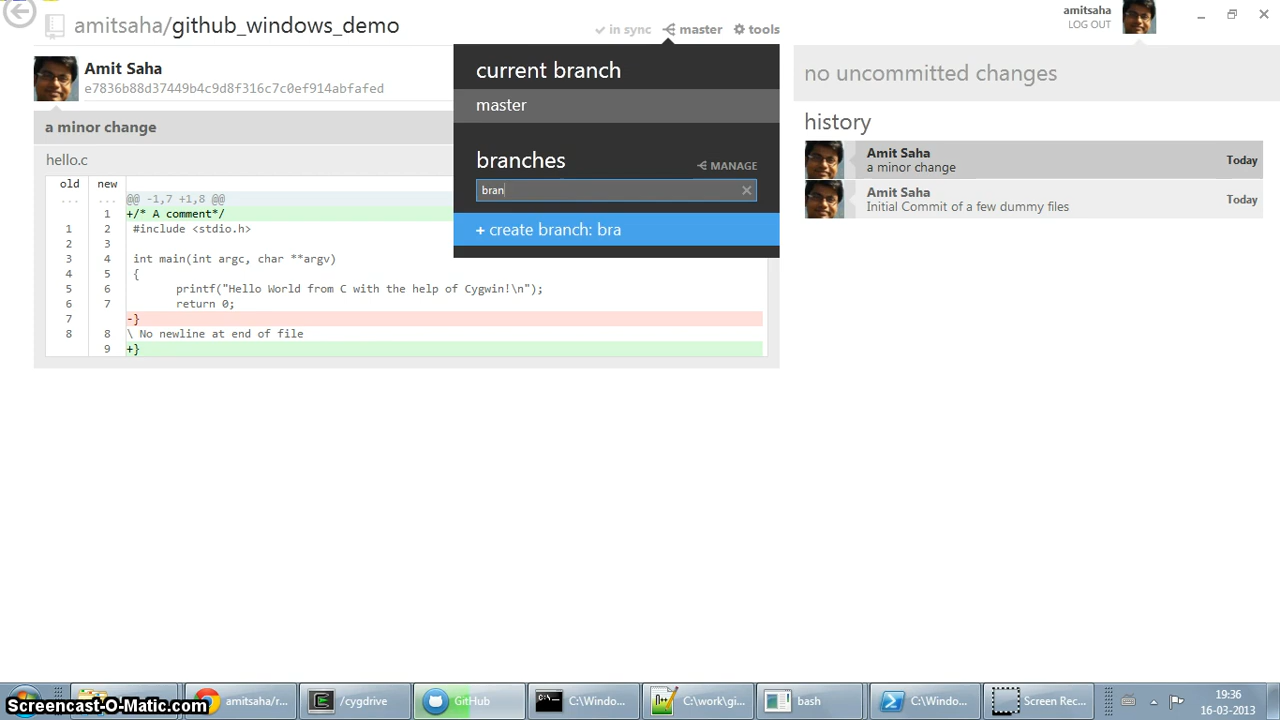 amitsaha/github_windows_demo
in sync
master
tools
amitsaha
LOG OUT
Amit Saha
e7836b88d37449b4c9d8f316c7c0ef914abfafed
a minor change
hello.c
old new
... ... @@ -1,7 +1,8 @@
1 +/* A comment*/
1 2 #include <stdio.h>
2 3
3 4 int main(int argc, char **argv)
4 5 {
5 6 printf("Hello World from C with the help of Cygwin!\n");
6 7 return 0;
7 -}
8 8 \ No newline at end of file
9 +}
current branch
master
branches
MANAGE
bran
+ create branch: bra
no uncommitted changes
history
Amit Saha
a minor change
Today
Amit Saha
Initial Commit of a few dummy files
Today
Screencast-O-Matic.com
amitsaha/r...
/cygdrive
GitHub
C:\Windo...
C:\work\gi...
bash
C:\Windo...
Screen Rec...
19:36
16-03-2013